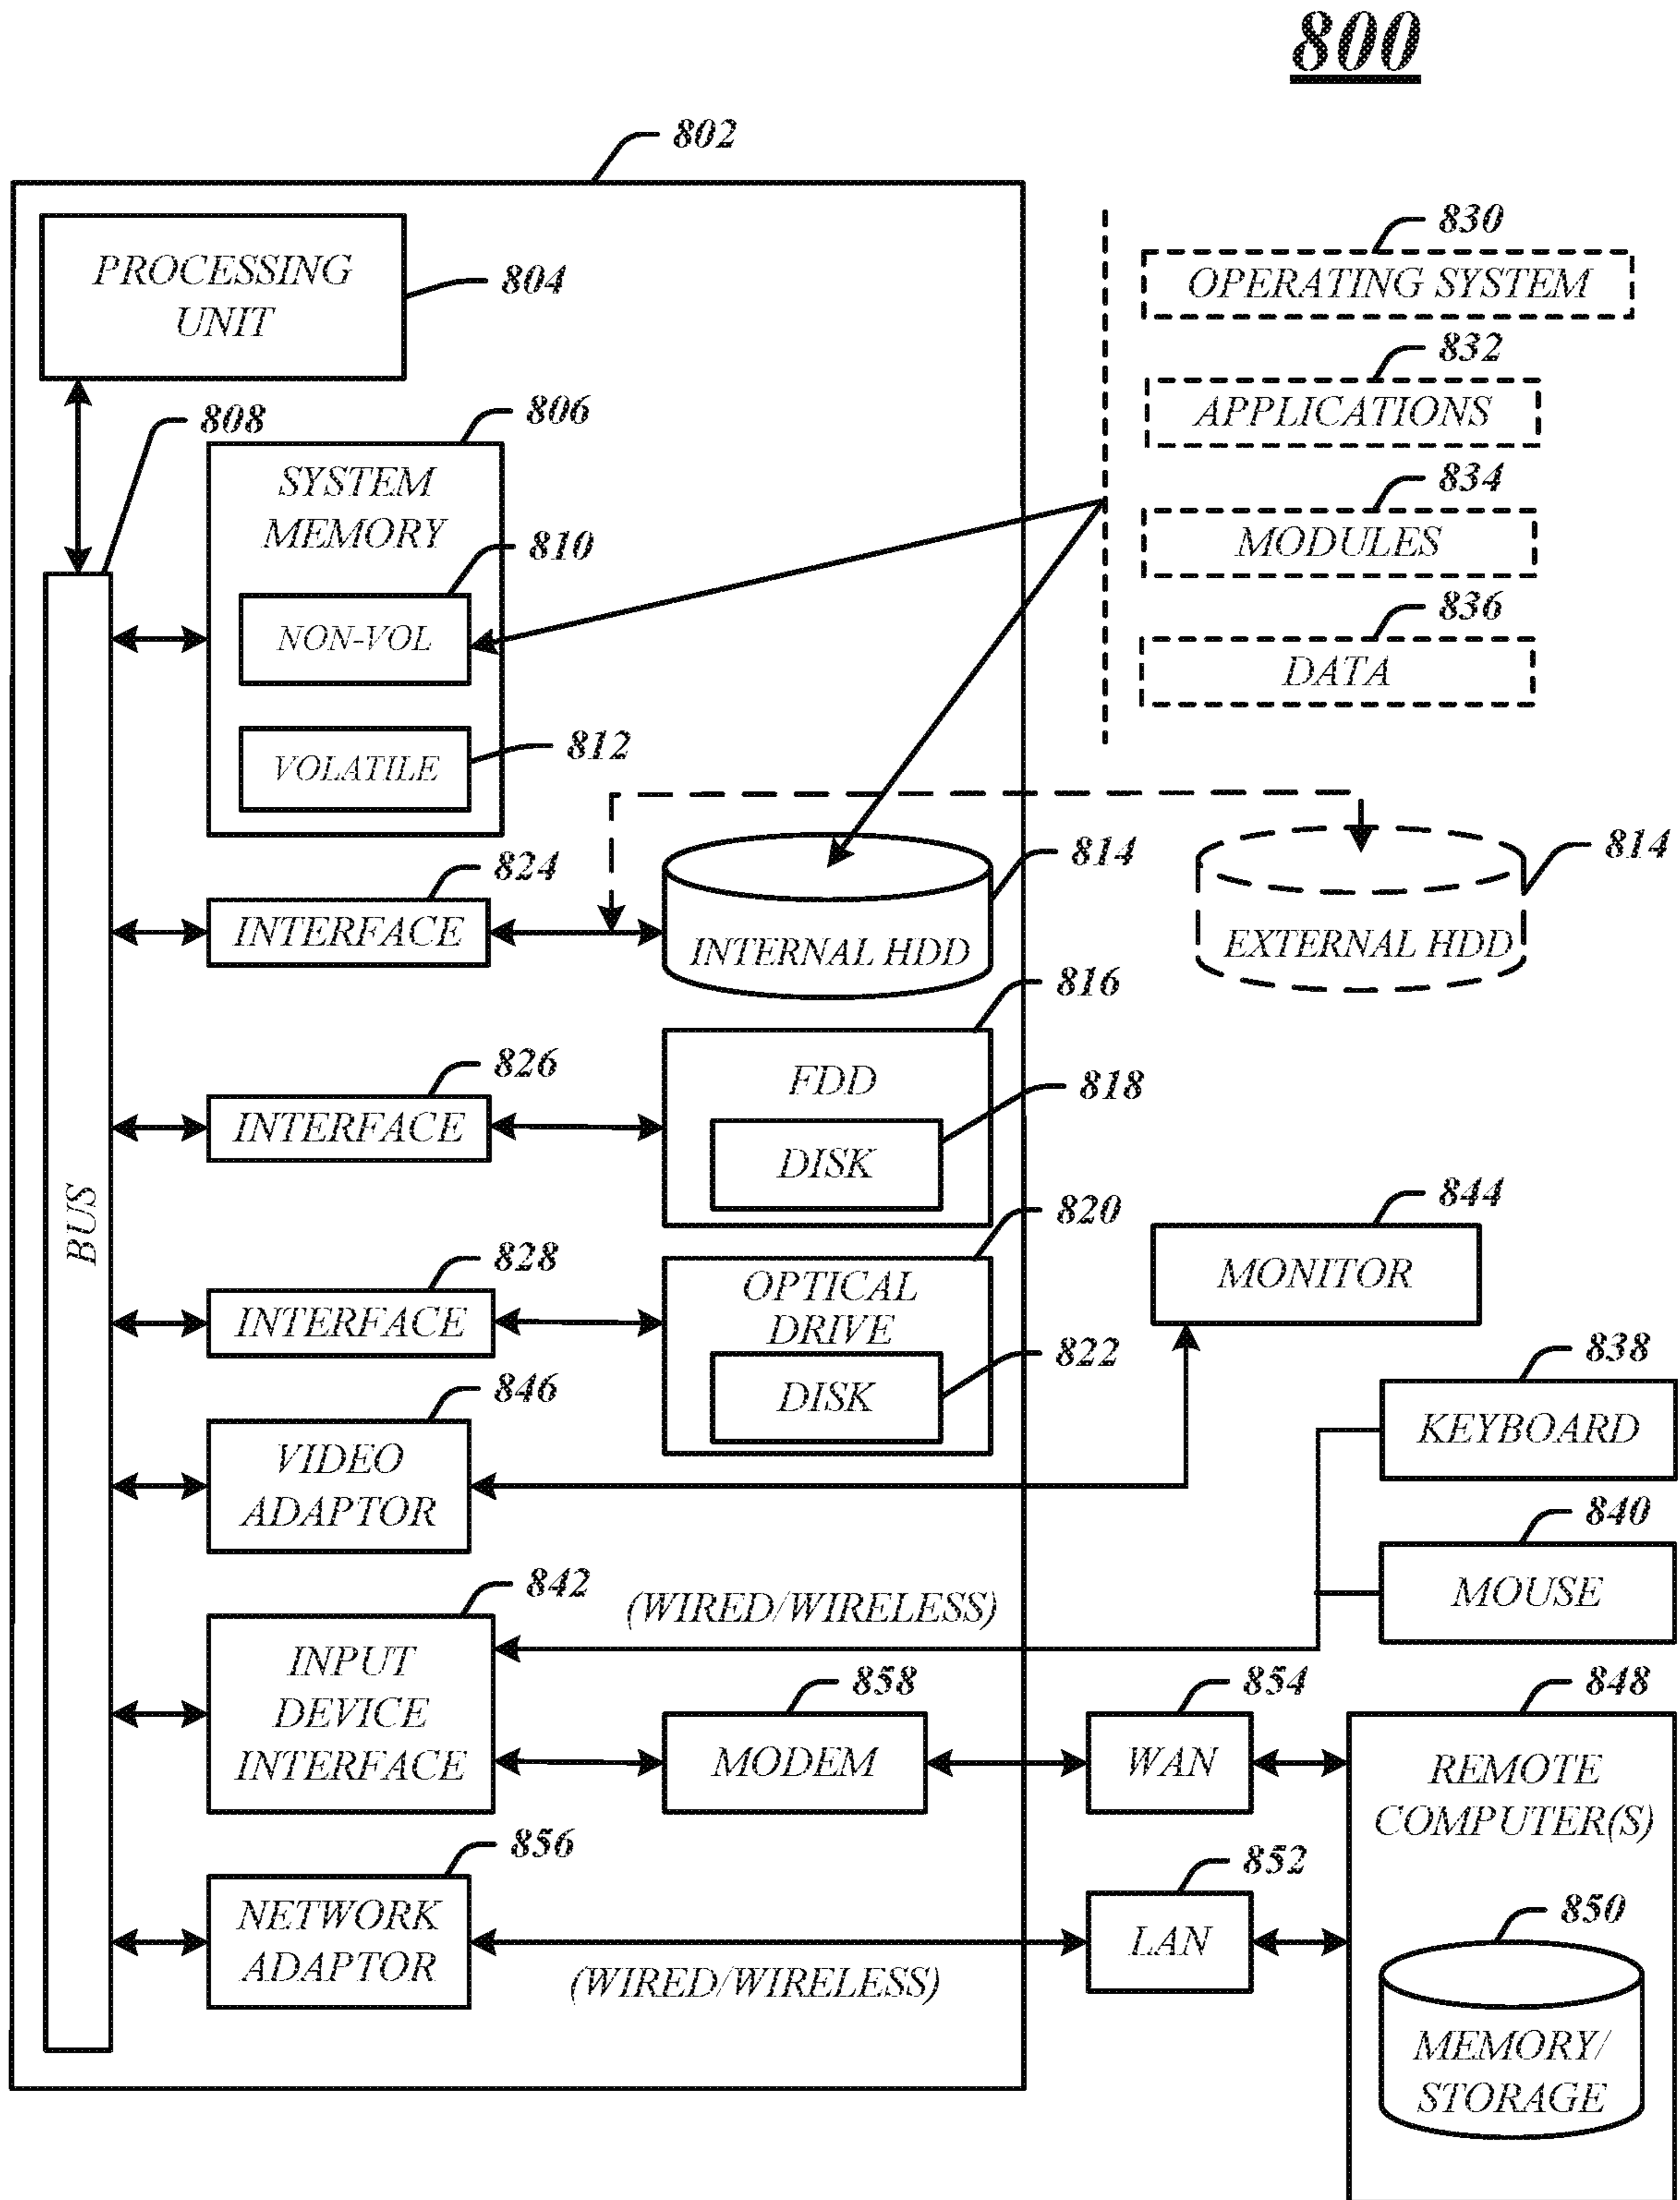 800
802
PROCESSING
UNIT
804
830
OPERATING SYSTEM
832
APPLICATIONS
834
MODULES
836
DATA
808
806
SYSTEM
MEMORY
810
NON-VOL
812
VOLATILE
BUS
824
INTERFACE
814
INTERNAL HDD
814
EXTERNAL HDD
826
INTERFACE
816
FDD
818
DISK
828
INTERFACE
820
OPTICAL
DRIVE
822
DISK
844
MONITOR
846
VIDEO
ADAPTOR
838
KEYBOARD
840
MOUSE
842
INPUT
DEVICE
INTERFACE
(WIRED/WIRELESS)
858
MODEM
854
WAN
848
REMOTE
COMPUTER(S)
856
NETWORK
ADAPTOR
(WIRED/WIRELESS)
852
LAN
850
MEMORY/
STORAGE